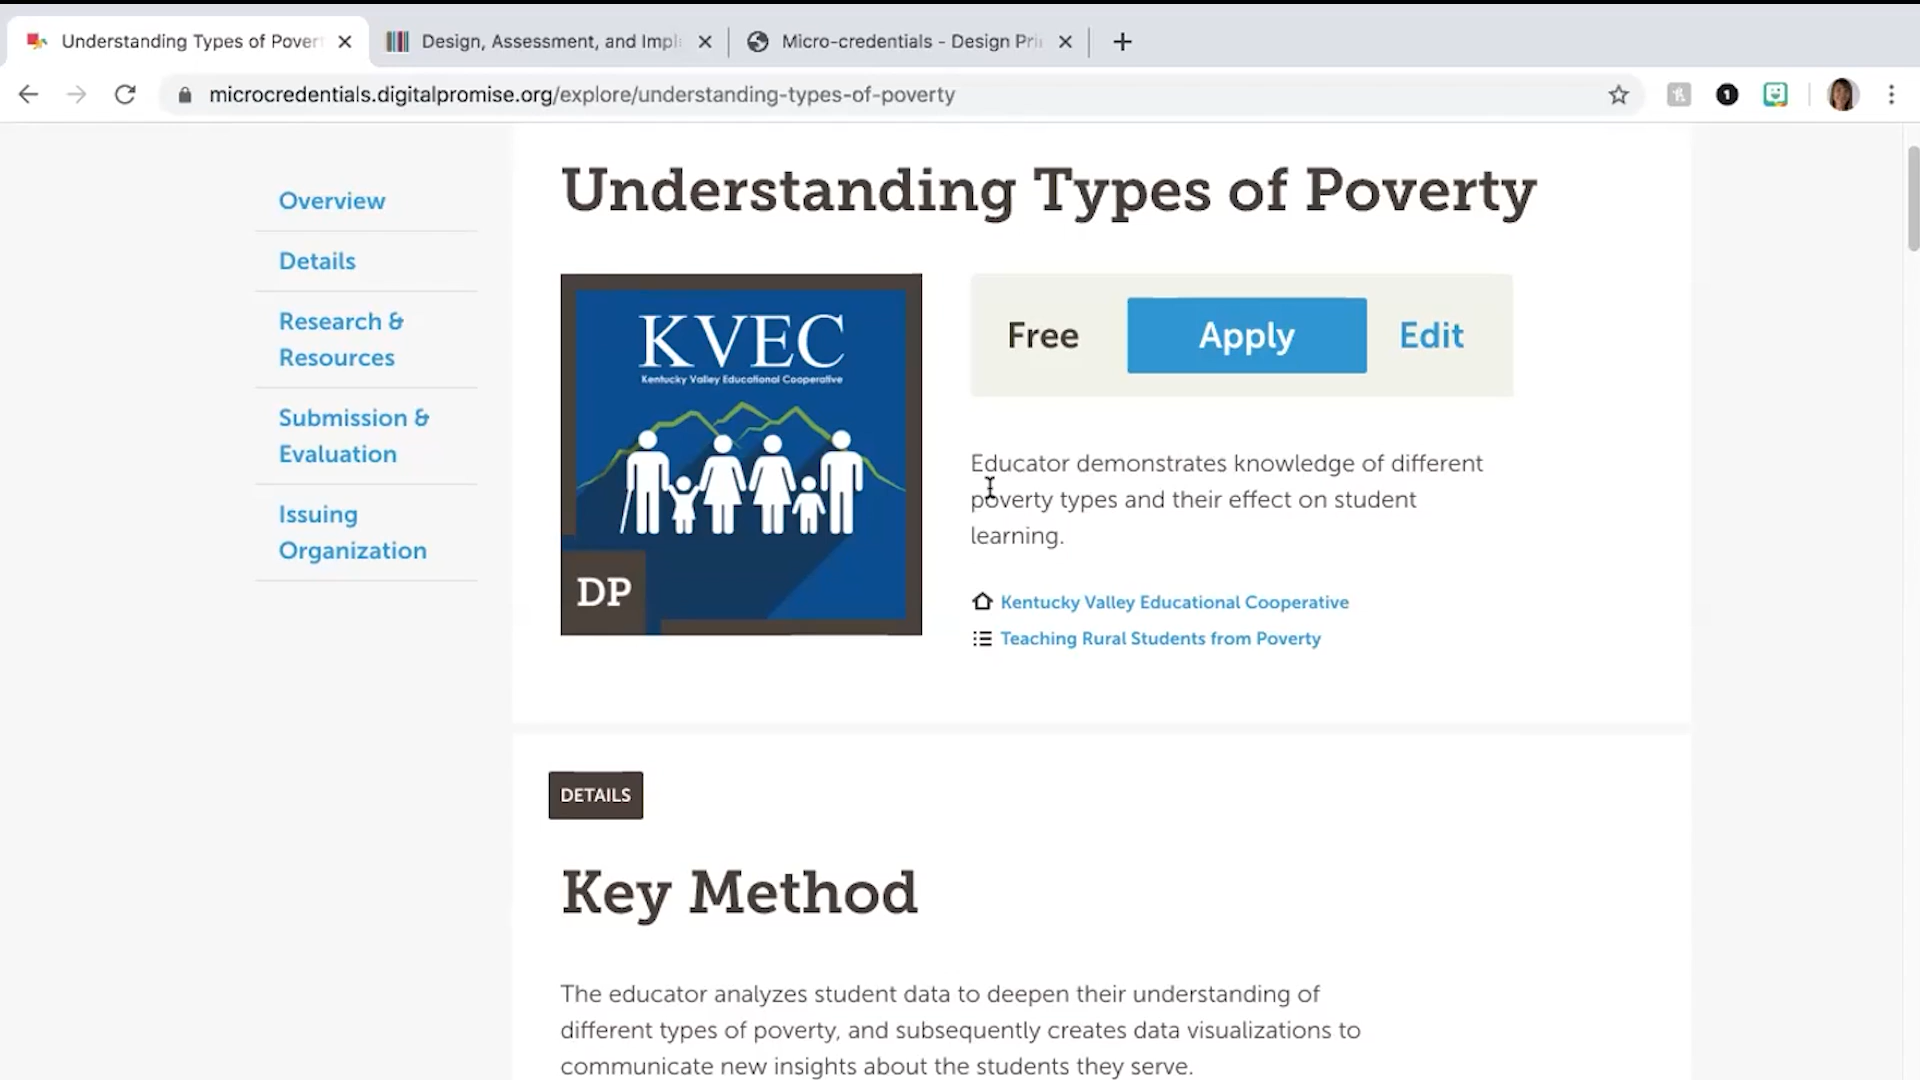 Understanding Types of Pover
Design, Assessment, and Impl
Micro-credentials - Design Pri
microcredentials.digitalpromise.org/explore/understanding-types-of-poverty
1
Overview
Details
Research &
Resources
Submission &
Evaluation
Issuing
Organization
Understanding Types of Poverty
KVEC
Kentucky Valley Educational Cooperative
DP
Free
Apply
Edit
Educator demonstrates knowledge of different
poverty types and their effect on student
learning.
Kentucky Valley Educational Cooperative
Teaching Rural Students from Poverty
DETAILS
Key Method
The educator analyzes student data to deepen their understanding of
different types of poverty, and subsequently creates data visualizations to
communicate new insights about the students they serve.